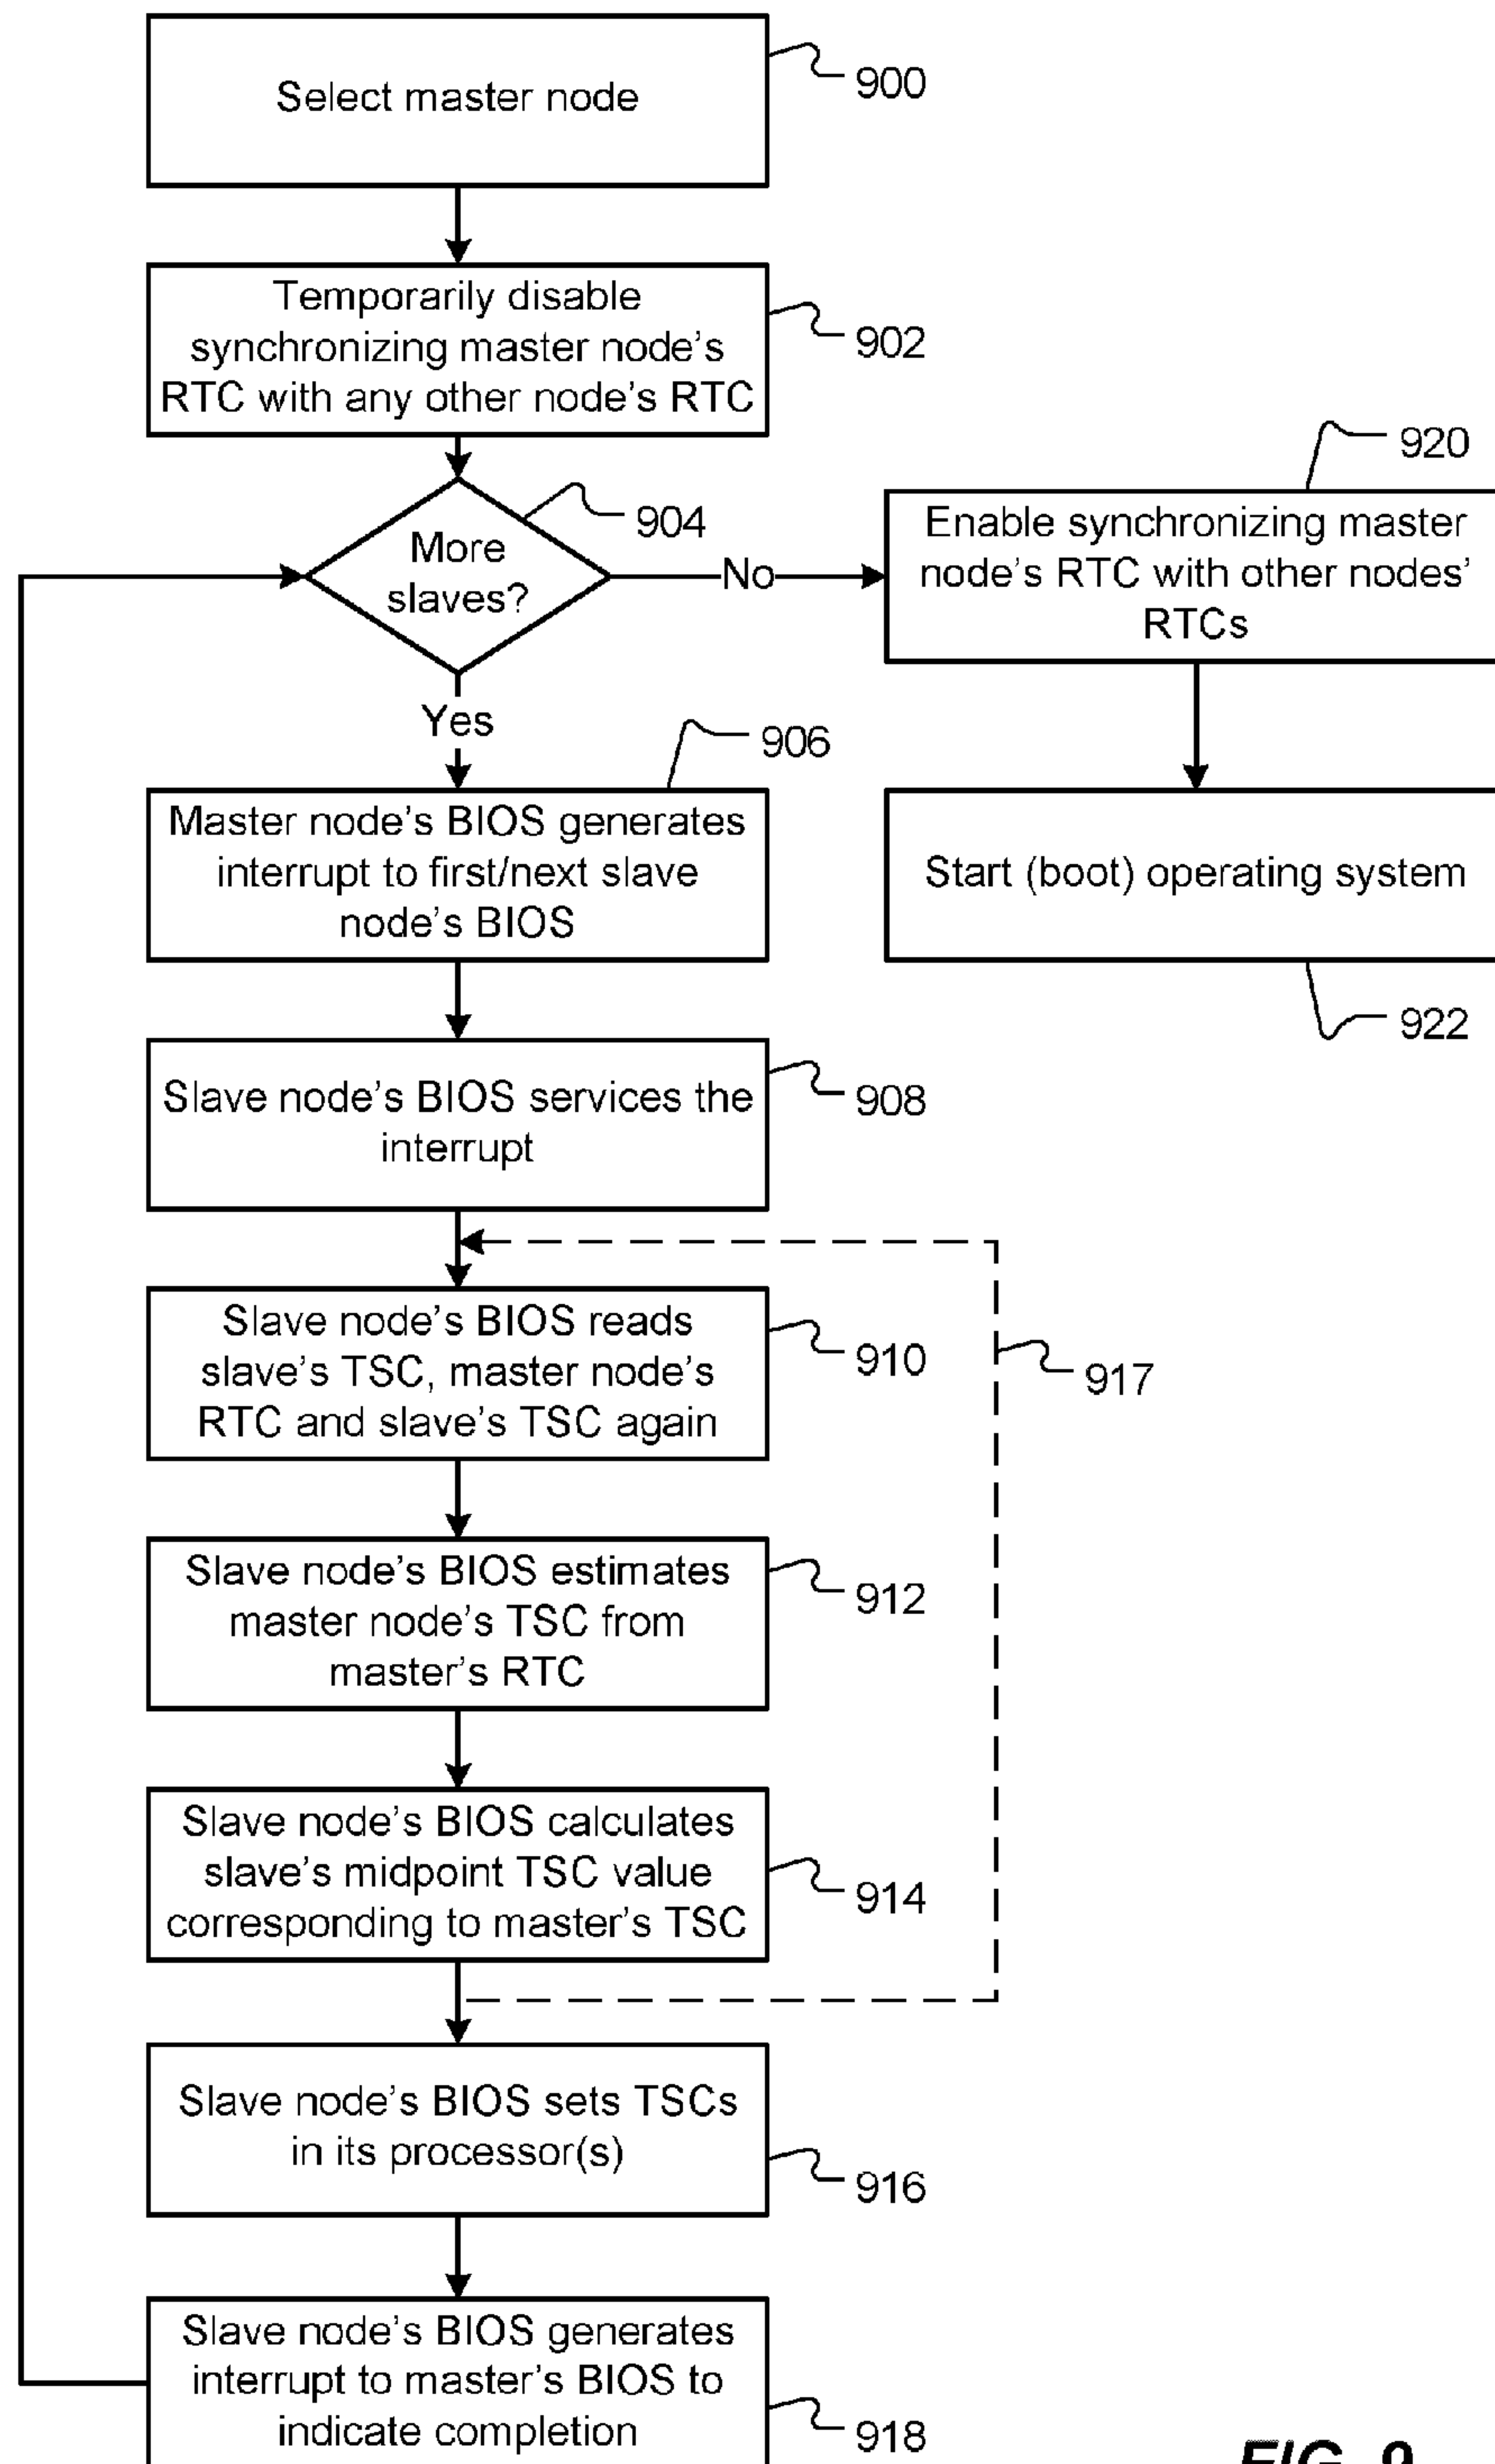 Select master node
900
Temporarily disable
synchronizing master node's
RTC with any other node's RTC
902
More
slaves?
904
No
Enable synchronizing master
node's RTC with other nodes'
RTCs
920
Yes
Master node's BIOS generates
interrupt to first/next slave
node's BIOS
906
Start (boot) operating system
922
Slave node's BIOS services the
interrupt
908
Slave node's BIOS reads
slave's TSC, master node's
RTC and slave's TSC again
910
917
Slave node's BIOS estimates
master node's TSC from
master's RTC
912
Slave node's BIOS calculates
slave's midpoint TSC value
corresponding to master's TSC
914
Slave node's BIOS sets TSCs
in its processor(s)
916
Slave node's BIOS generates
interrupt to master's BIOS to
indicate completion
918
FIG. 9